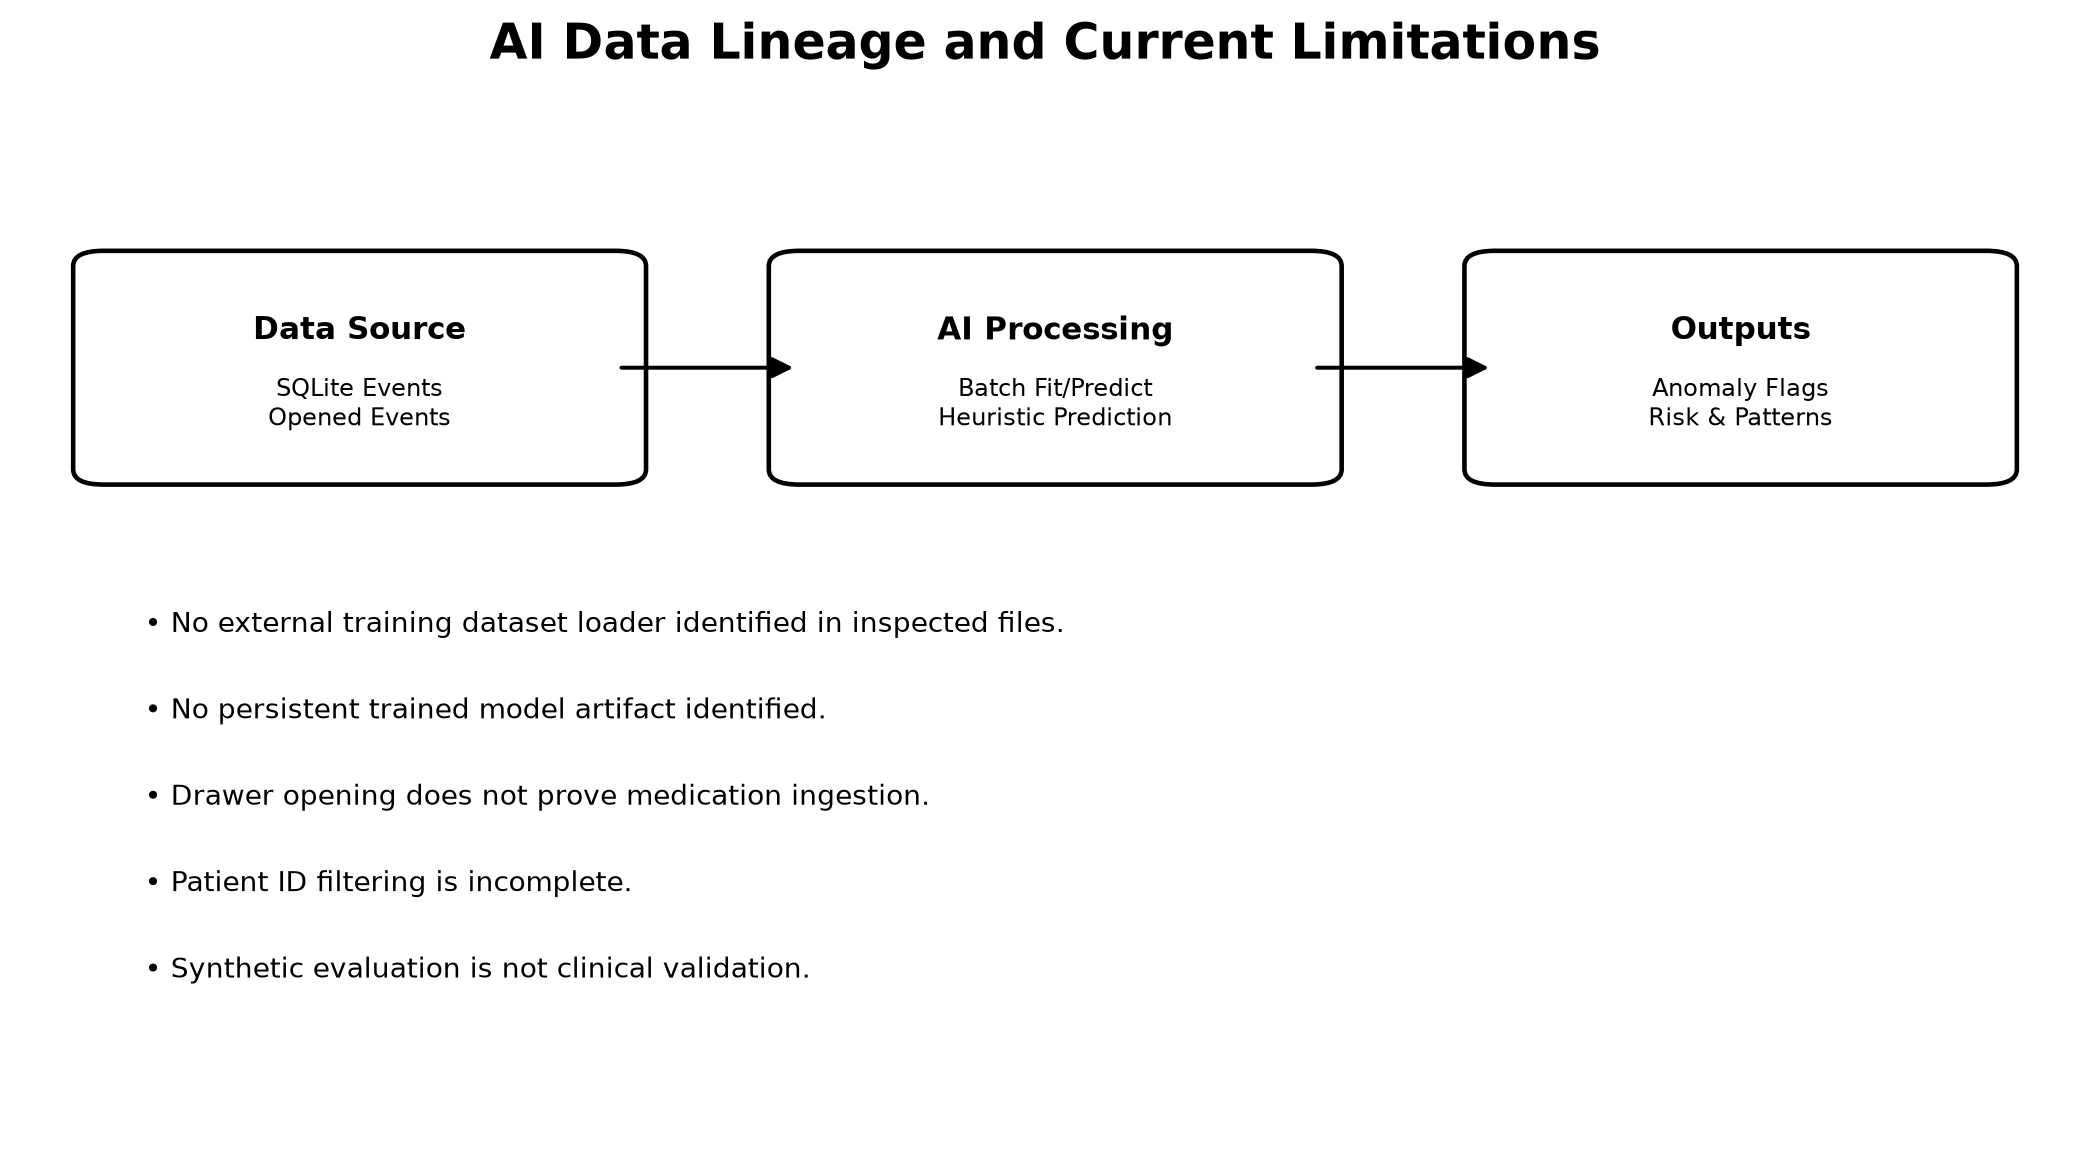 AI Data Lineage and Current Limitations
Data Source
SQLite Events
Opened Events
AI Processing
Batch Fit/Predict
Heuristic Prediction
Outputs
Anomaly Flags
Risk & Patterns
• No external training dataset loader identified in inspected files.
• No persistent trained model artifact identified.
• Drawer opening does not prove medication ingestion.
• Patient ID filtering is incomplete.
• Synthetic evaluation is not clinical validation.